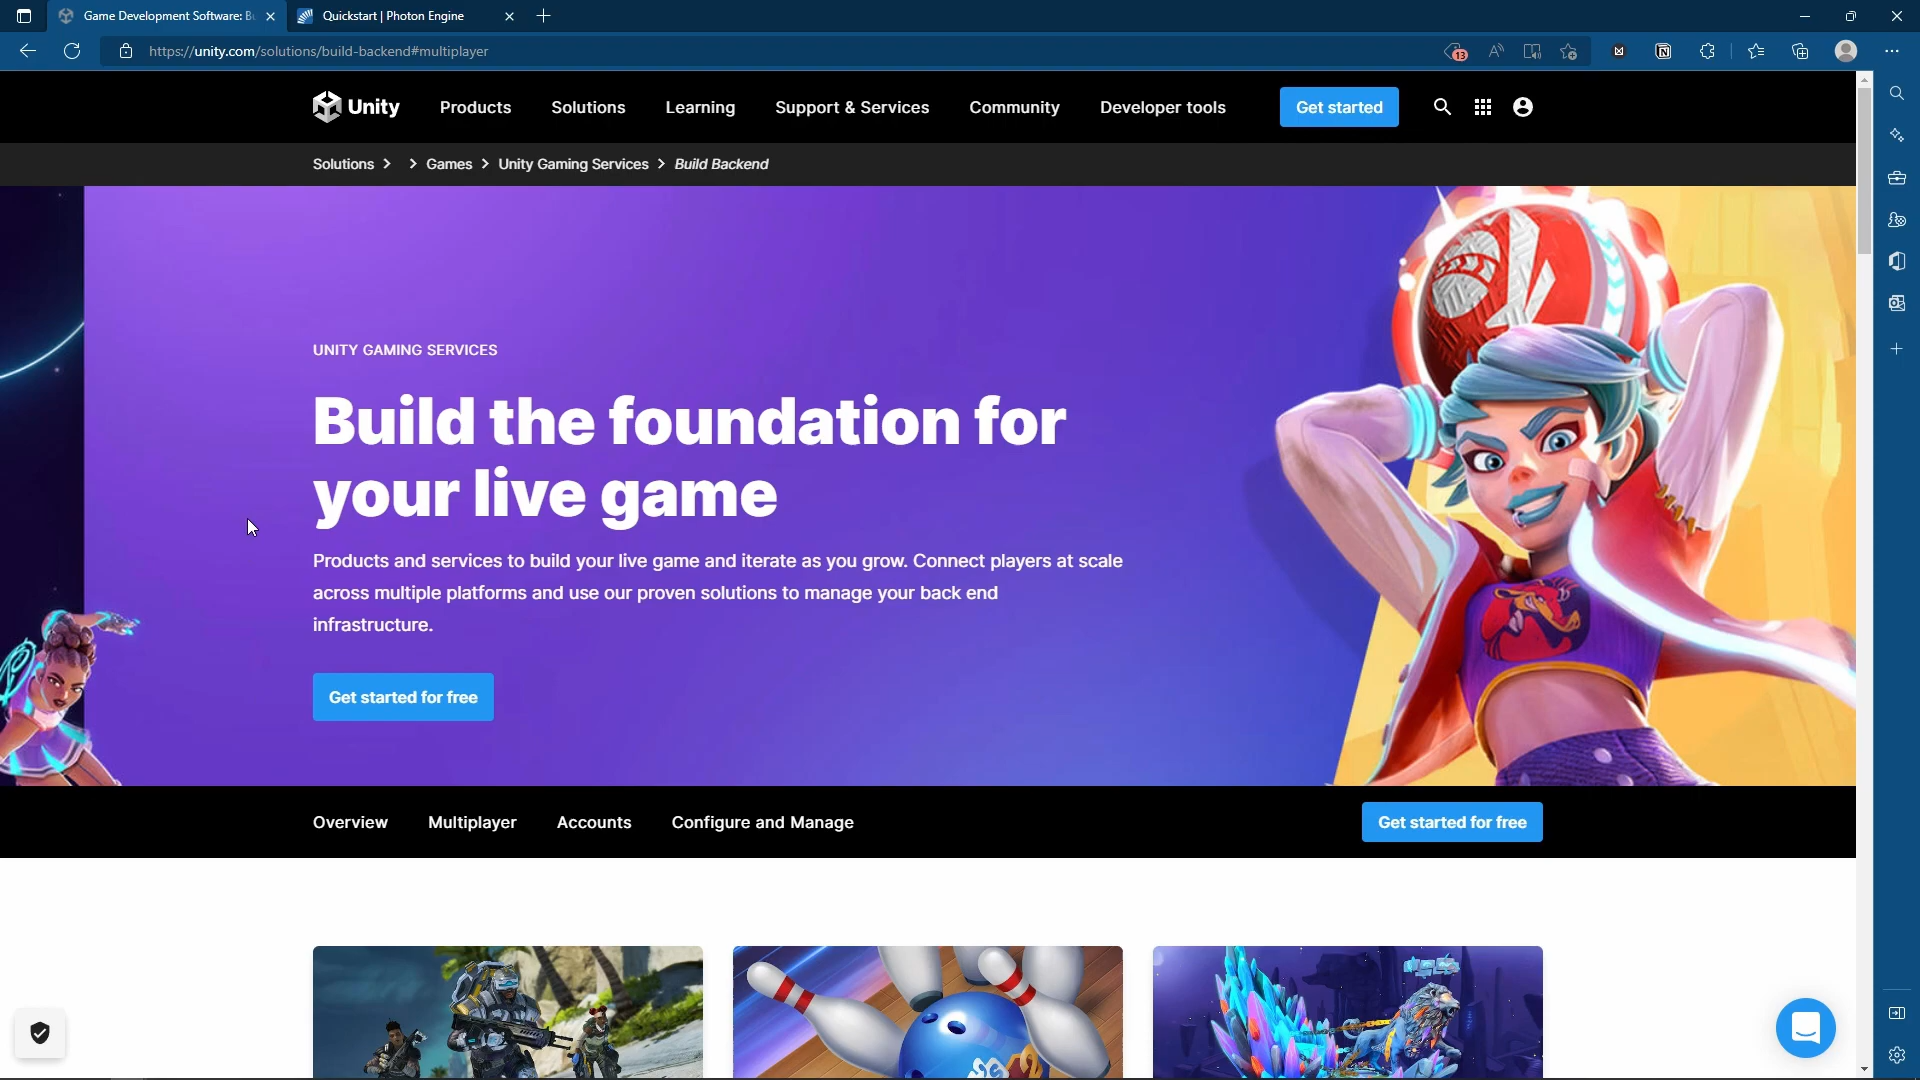 Game Development Software: Bu
Quickstart | Photon Engine
https://unity.com/solutions/build-backend#multiplayer
13
Unity
Products
Solutions
Learning
Support & Services
Community
Developer tools
Get started
Solutions > > Games > Unity Gaming Services > Build Backend
UNITY GAMING SERVICES
Build the foundation for
your live game
Products and services to build your live game and iterate as you grow. Connect players at scale
across multiple platforms and use our proven solutions to manage your back end
infrastructure.
Get started for free
Overview
Multiplayer
Accounts
Configure and Manage
Get started for free